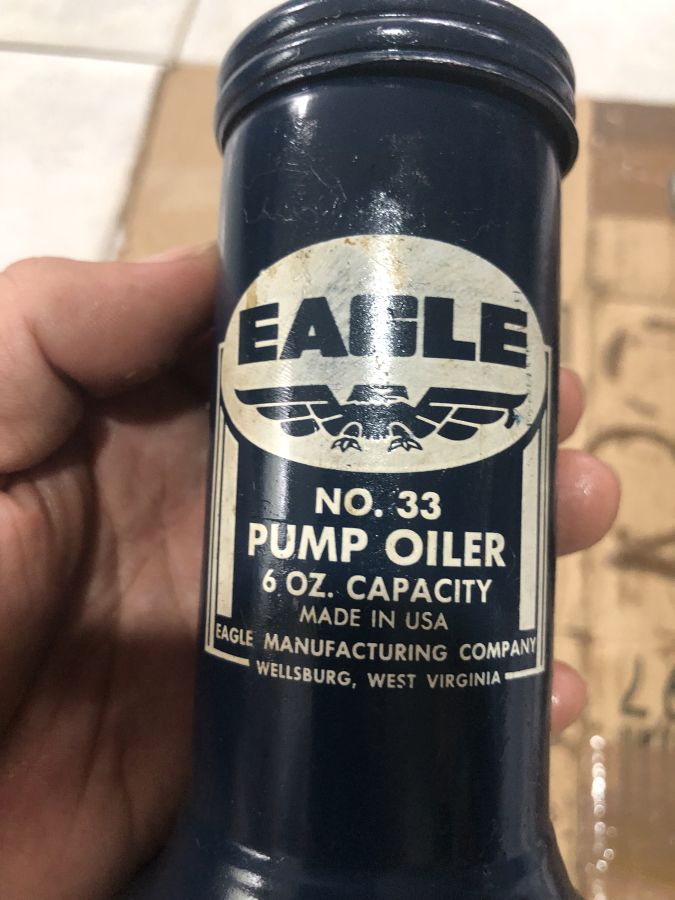 EAGLE
NO. 33
PUMP OILER
6 OZ. CAPACITY
MADE IN USA
EAGLE MANUFACTURING COMPANY
WELLSBURG, WEST VIRGINIA